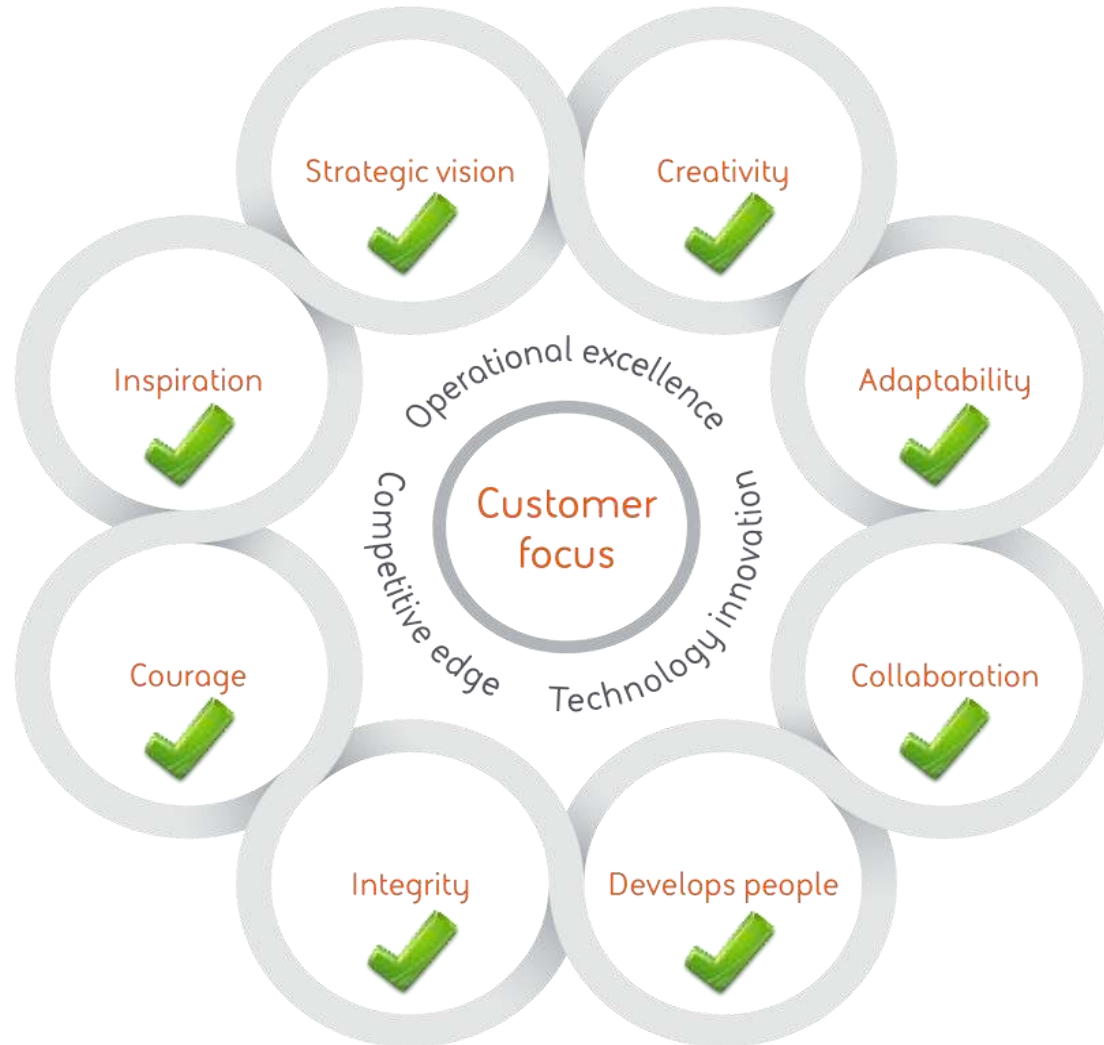 Strategic vision
Creativity
Inspiration
Adaptability
Operational excellence
Competitive edge
Technology innovation
Customer
focus
Courage
Collaboration
Integrity
Develops people